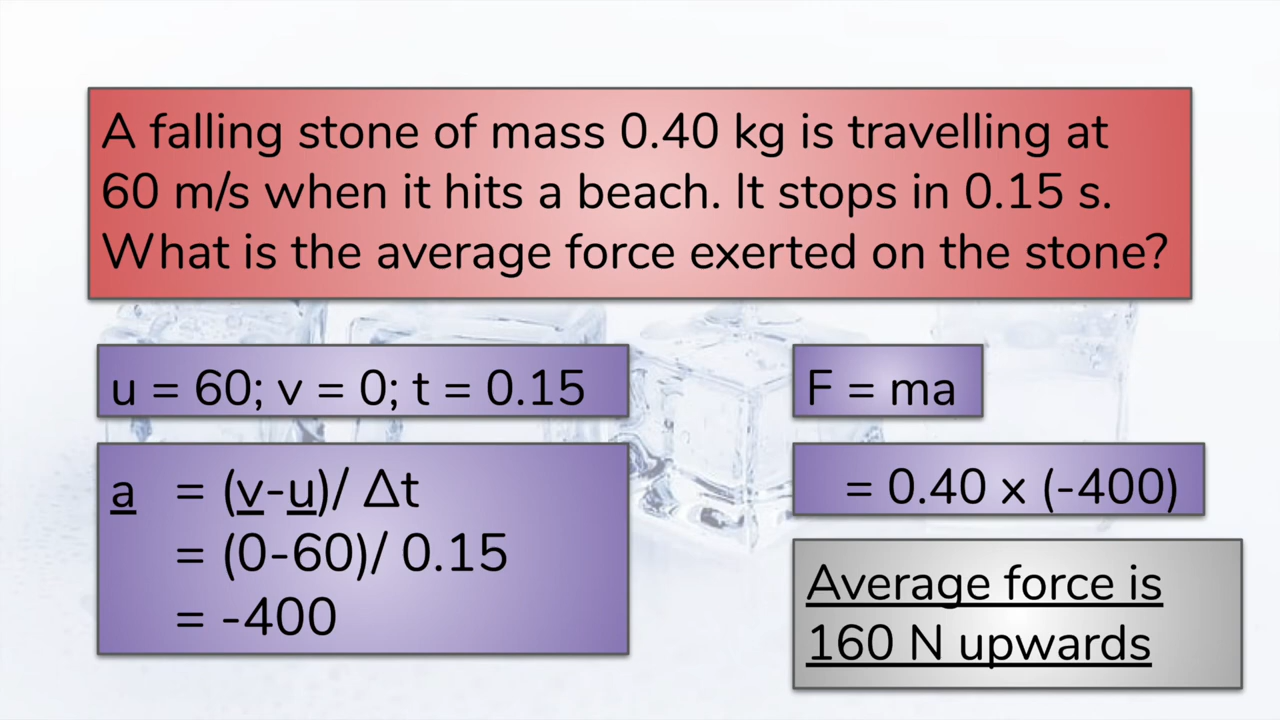 A falling stone of mass 0.40 kg is travelling at
60 m/s when it hits a beach. It stops in 0.15 s.
What is the average force exerted on the stone?
u = 60; v = 0; t = 0.15
a = (v-u)/ Δt
= (0-60)/ 0.15
= -400
F = ma
= 0.40 x (-400)
Average force is
160 N upwards